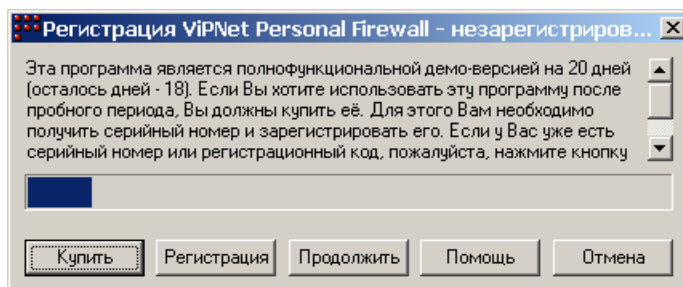 Регистрация ViPNet Personal Firewall - незарегистриров...
Эта программа является полнофункциональной демо-версией на 20 дней
(осталось дней - 18). Если Вы хотите использовать эту программу после
пробного периода, Вы должны купить её. Для этого Вам необходимо
получить серийный номер и зарегистрировать его. Если у Вас уже есть
серийный номер или регистрационный код, пожалуйста, нажмите кнопку
Купить Регистрация Продолжить Помощь Отмена